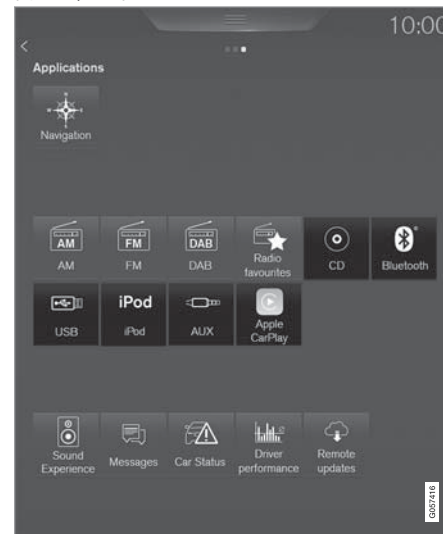 10:00
Applications
Navigation
AM FM DAB
AM FM DAB Radio favourites CD Bluetooth
iPod
USB iPod AUX Apple CarPlay
Sound Experience Messages Car Status Driver performance Remote updates
G057416